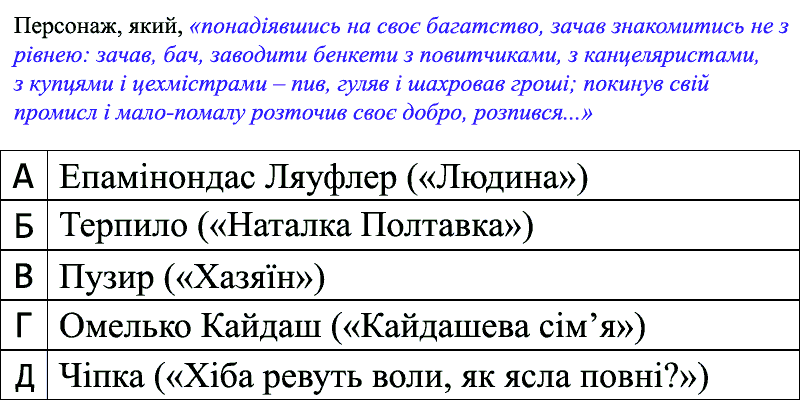 Персонаж, який, «понадіявшись на своє багатство, зачав знакомитись не з
рівнею: зачав, бач, заводити бенкети з повитчиками, з канцеляристами,
з купцями і цехмістрами – пив, гуляв і шахровав гроші; покинув свій
промисл і мало-помалу розточив своє добро, розпився...»
А Епамінондас Ляуфлер («Людина»)
Б Терпило («Наталка Полтавка»)
В Пузир («Хазяїн»)
Г Омелько Кайдаш («Кайдашева сім’я»)
Д Чіпка («Хіба ревуть воли, як ясла повні?»)